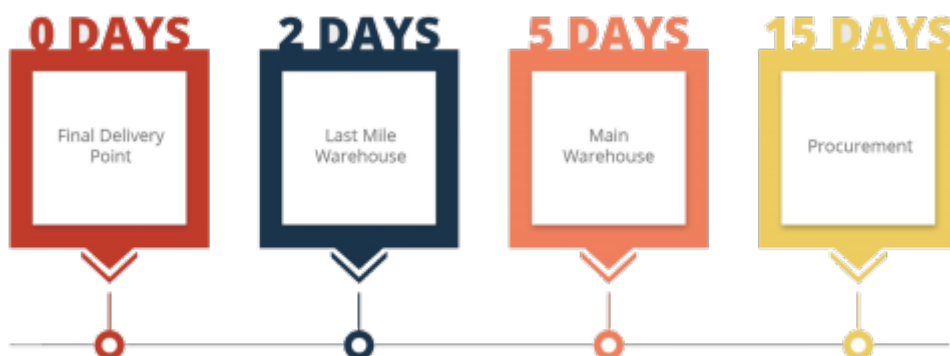 0 DAYS
Final Delivery
Point
2 DAYS
Last Mile
Warehouse
5 DAYS
Main
Warehouse
15 DAYS
Procurement